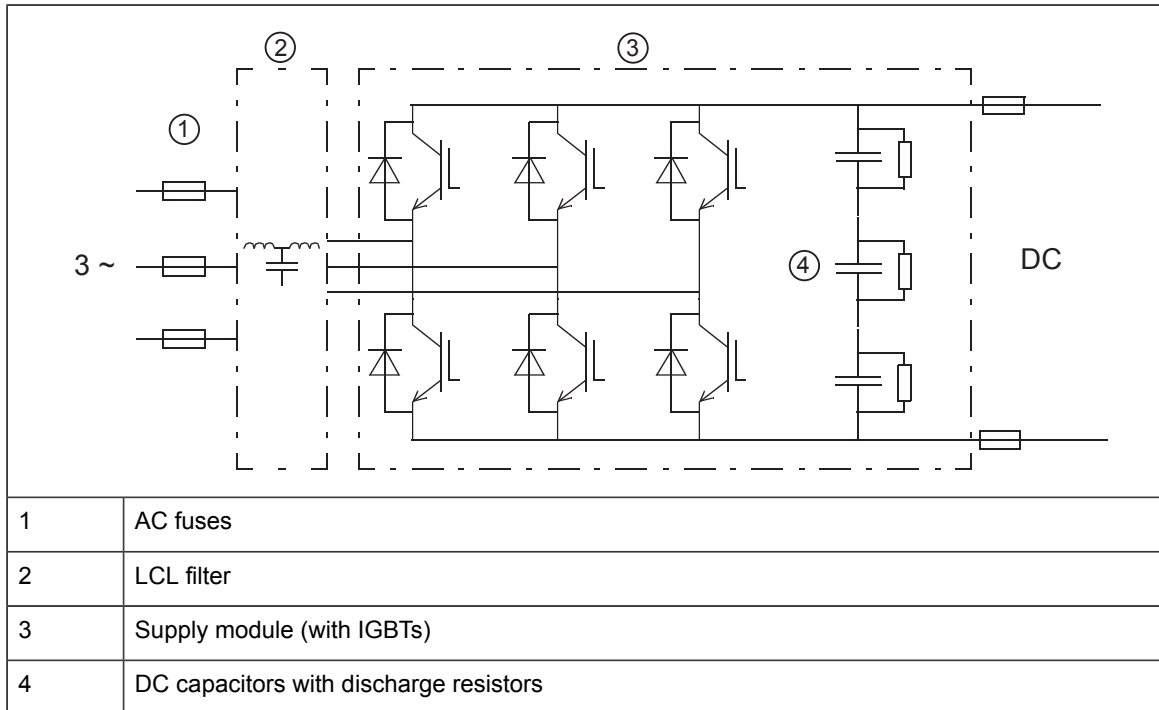 2
3
1
3 ~
4
DC
1 AC fuses
2 LCL filter
3 Supply module (with IGBTs)
4 DC capacitors with discharge resistors